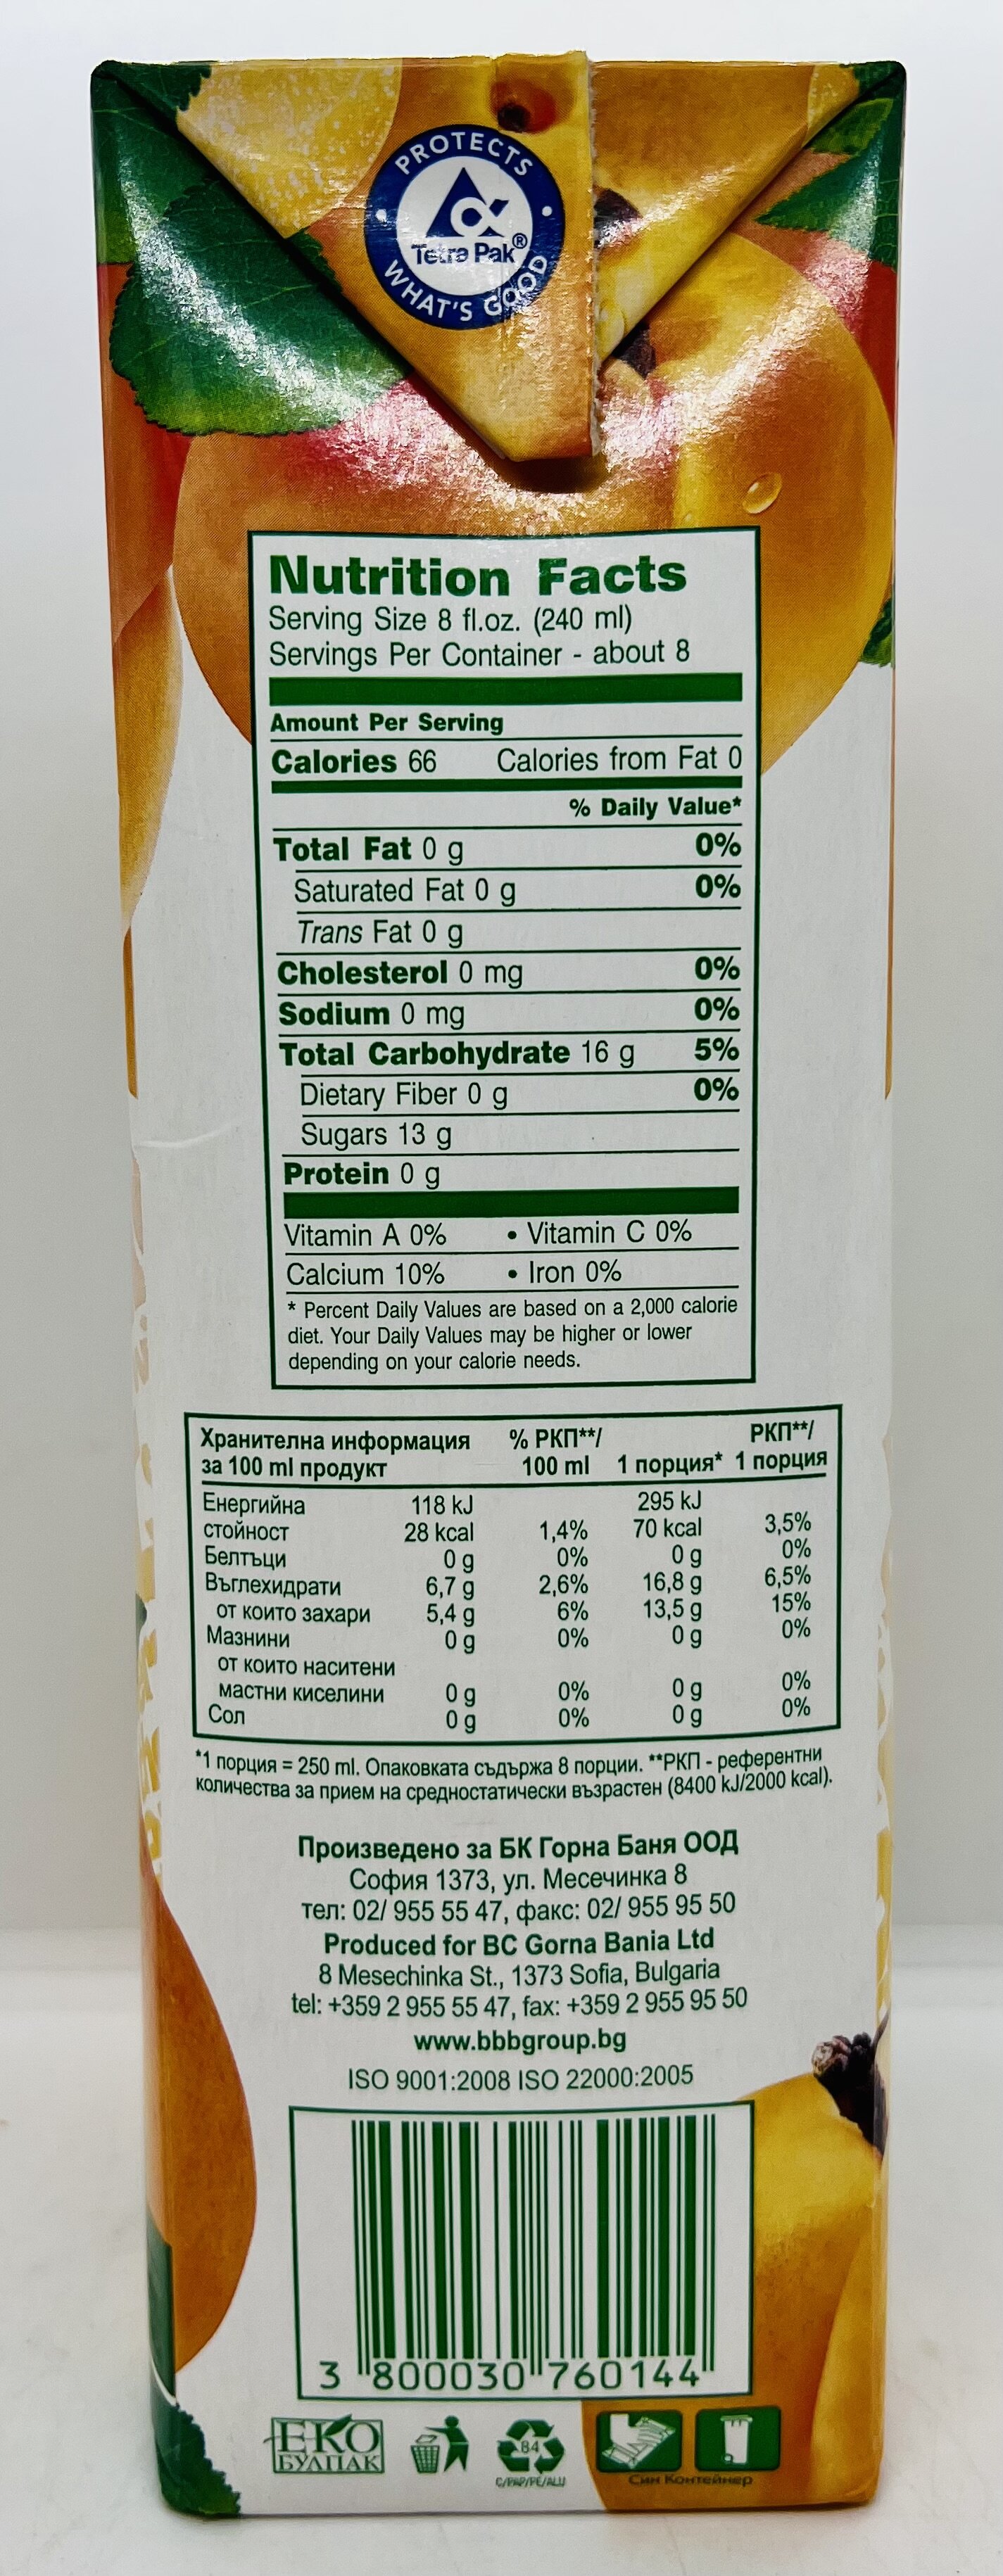 PROTECTS
Tetra Pak®
WHAT'S GOOD
Nutrition Facts
Serving Size 8 fl.oz. (240 ml)
Servings Per Container - about 8
Amount Per Serving
Calories 66 Calories from Fat 0
% Daily Value*
Total Fat 0 g 0%
Saturated Fat 0 g 0%
Trans Fat 0 g
Cholesterol 0 mg 0%
Sodium 0 mg 0%
Total Carbohydrate 16 g 5%
Dietary Fiber 0 g 0%
Sugars 13 g
Protein 0 g
Vitamin A 0% • Vitamin C 0%
Calcium 10% • Iron 0%
* Percent Daily Values are based on a 2,000 calorie
diet. Your Daily Values may be higher or lower
depending on your calorie needs.
Хранителна информация % РКП**/ РКП**/
за 100 ml продукт 100 ml 1 порция* 1 порция
Енергийна 118 kJ 295 kJ
стойност 28 kcal 1,4% 70 kcal 3,5%
Белтъци 0 g 0% 0 g 0%
Въглехидрати 6,7 g 2,6% 16,8 g 6,5%
от които захари 5,4 g 6% 13,5 g 15%
Мазнини 0 g 0% 0 g 0%
от които наситени
мастни киселини 0 g 0% 0 g 0%
Сол 0 g 0% 0 g 0%
*1 порция = 250 ml. Опаковката съдържа 8 порции. **РКП - референтни
количества за прием на средностатически възрастен (8400 kJ/2000 kcal).
Произведено за БК Горна Баня ООД
София 1373, ул. Месечинка 8
тел: 02/ 955 55 47, факс: 02/ 955 95 50
Produced for BC Gorna Bania Ltd
8 Mesechinka St., 1373 Sofia, Bulgaria
tel: +359 2 955 55 47, fax: +359 2 955 95 50
www.bbbgroup.bg
ISO 9001:2008 ISO 22000:2005
3 800030 760144
ЕКО
БУЛПАК
84
C/PAP/PE/ALU
Син Контейнер